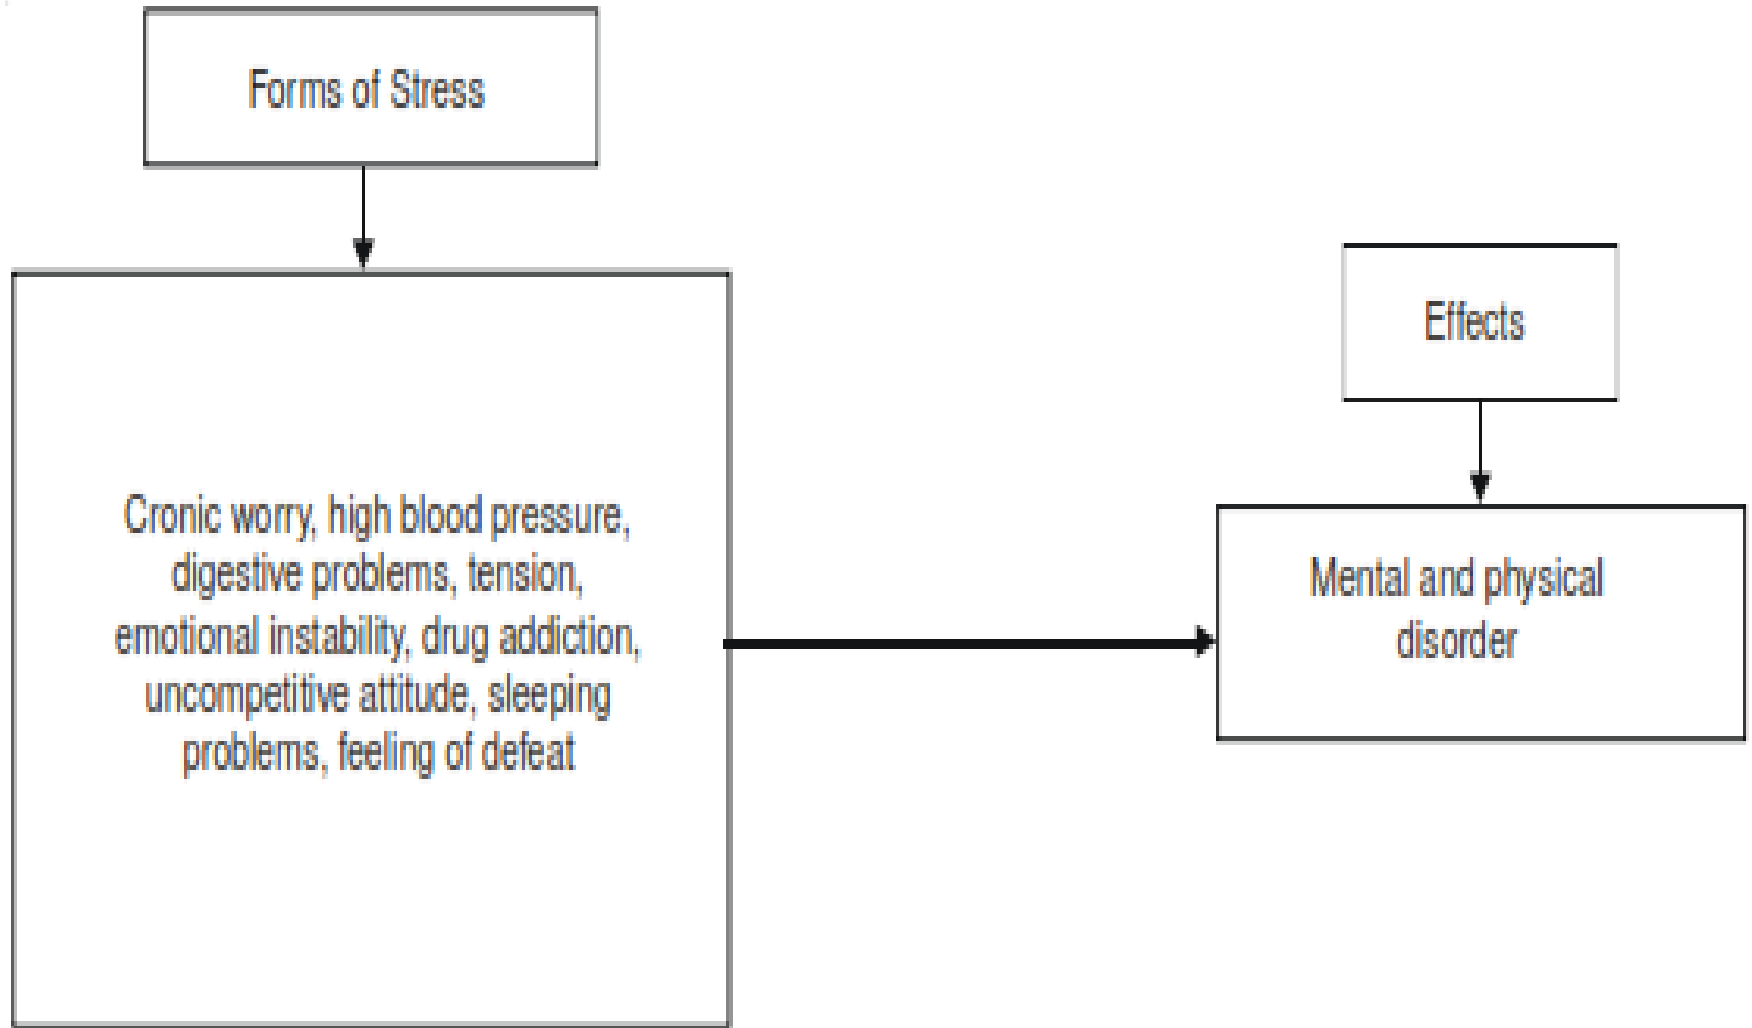 Forms of Stress
Cronic worry, high blood pressure,
digestive problems, tension,
emotional instability, drug addiction,
uncompetitive attitude, sleeping
problems, feeling of defeat
Effects
Mental and physical
disorder